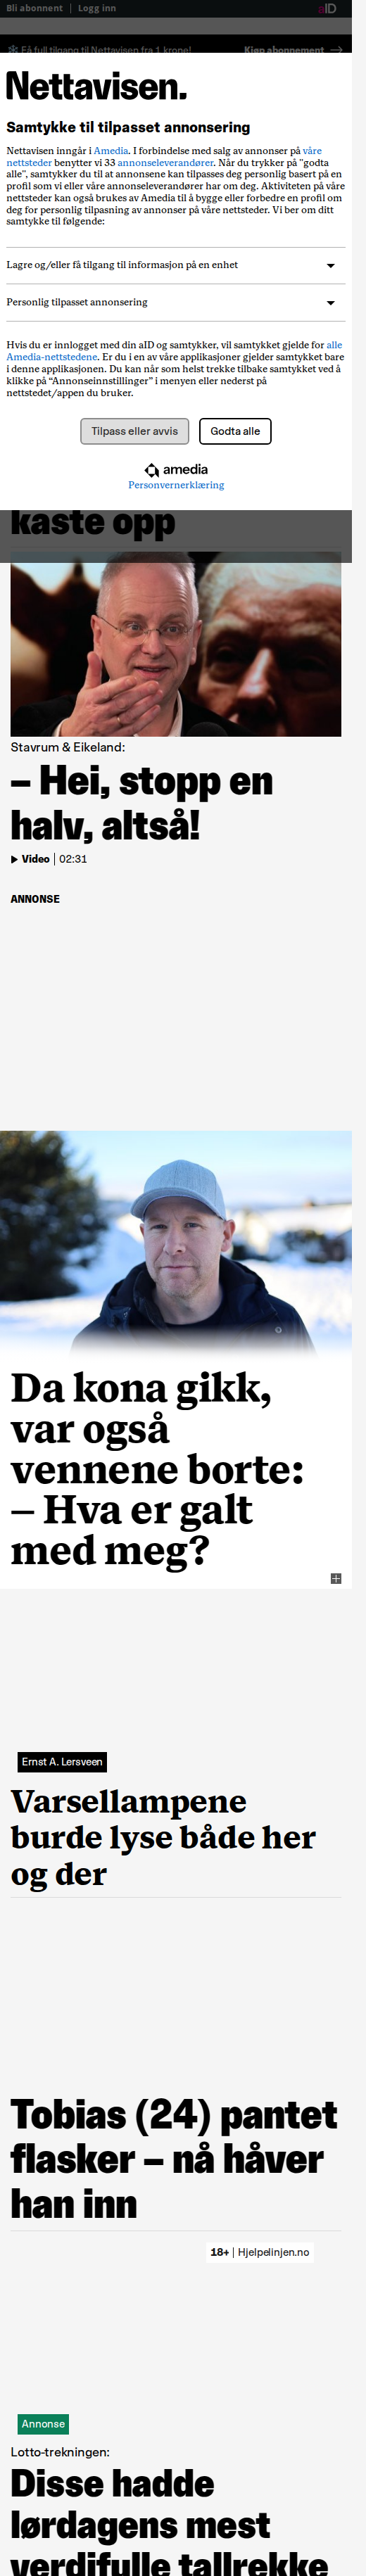 Bli abonnent | Logg inn
aID
Få full tilgang til Nettavisen fra 1 krone!
Kjøp abonnement →
Nettavisen.
Samtykke til tilpasset annonsering
Nettavisen inngår i Amedia. I forbindelse med salg av annonser på våre
nettsteder benytter vi 33 annonseleverandører. Når du trykker på "godta
alle", samtykker du til at annonsene kan tilpasses deg personlig basert på en
profil som vi eller våre annonseleverandører har om deg. Aktiviteten på våre
nettsteder kan også brukes av Amedia til å bygge eller forbedre en profil om
deg for personlig tilpasning av annonser på våre nettsteder. Vi ber om ditt
samtykke til følgende:
Lagre og/eller få tilgang til informasjon på en enhet
Personlig tilpasset annonsering
Hvis du er innlogget med din aID og samtykker, vil samtykket gjelde for alle
Amedia-nettstedene. Er du i en av våre applikasjoner gjelder samtykket bare
i denne applikasjonen. Du kan når som helst trekke tilbake samtykket ved å
klikke på “Annonseinnstillinger” i menyen eller nederst på
nettstedet/appen du bruker.
Tilpass eller avvis
Godta alle
amedia
Personvernerklæring
kaste opp
Stavrum & Eikeland:
– Hei, stopp en
halv, altså!
Video | 02:31
ANNONSE
Da kona gikk,
var også
vennene borte:
– Hva er galt
med meg?
Ernst A. Lersveen
Varsellampene
burde lyse både her
og der
Tobias (24) pantet
flasker – nå håver
han inn
18+ | Hjelpelinjen.no
Annonse
Lotto-trekningen:
Disse hadde
lørdagens mest
verdifulle tallrekke